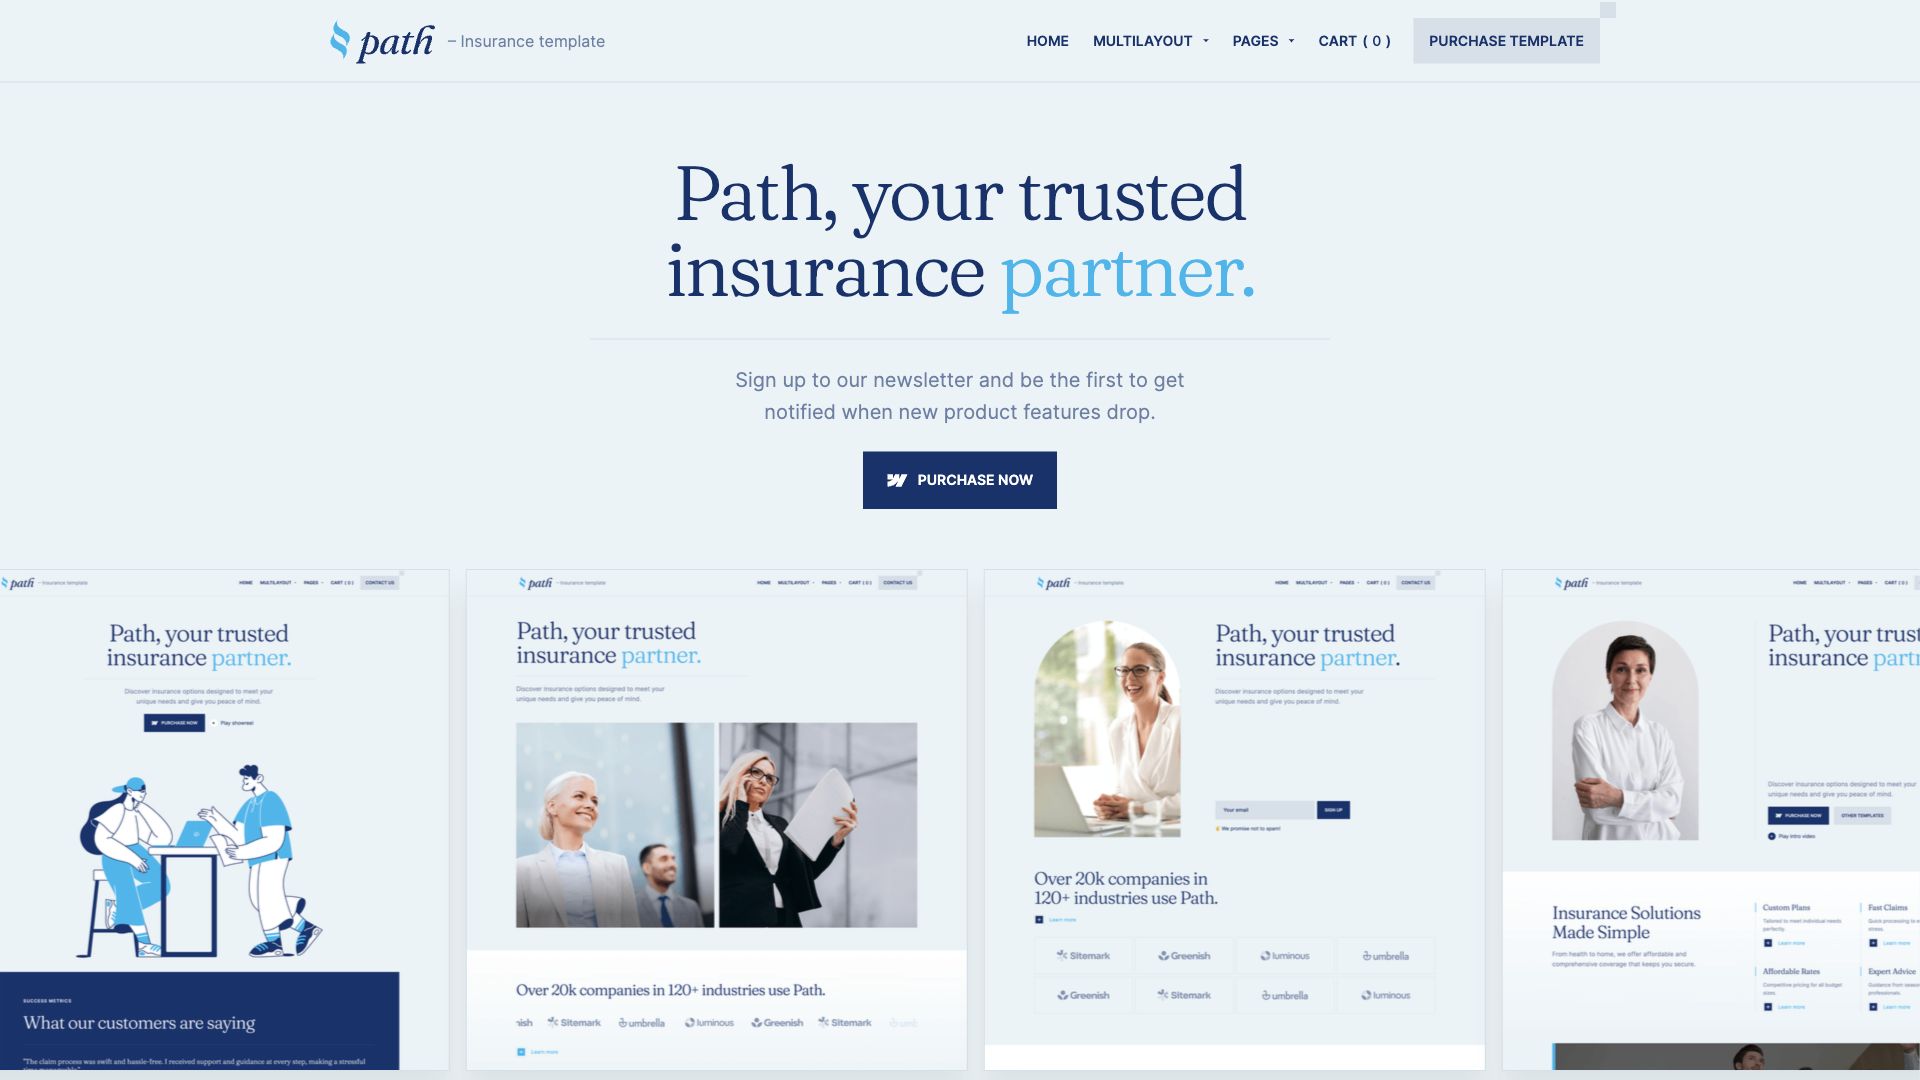 path – Insurance template
HOME MULTILAYOUT PAGES CART ( 0 ) PURCHASE TEMPLATE
Path, your trusted
insurance partner.
Sign up to our newsletter and be the first to get
notified when new product features drop.
PURCHASE NOW
path – Insurance template HOME MULTILAYOUT PAGES CART ( 0 ) CONTACT US
Path, your trusted
insurance partner.
Discover insurance options designed to meet your
unique needs and give you peace of mind.
PURCHASE NOW Play showreel
SUCCESS METRICS
What our customers are saying
"The claim process was swift and hassle-free. I received support and guidance at every step, making a stressful
path – Insurance template HOME MULTILAYOUT PAGES CART ( 0 ) CONTACT US
Path, your trusted
insurance partner.
Discover insurance options designed to meet your
unique needs and give you peace of mind.
Over 20k companies in 120+ industries use Path.
nish Sitemark umbrella luminous Greenish Sitemark umb
Learn more
path – Insurance template HOME MULTILAYOUT PAGES CART ( 0 ) CONTACT US
Path, your trusted
insurance partner.
Discover insurance options designed to meet your
unique needs and give you peace of mind.
Your email SIGN UP
We promise not to spam!
Over 20k companies in
120+ industries use Path.
Learn more
Sitemark Greenish luminous umbrella
Greenish Sitemark umbrella luminous
path – Insurance template HOME MULTILAYOUT PAGES CART ( 0 )
Path, your trust
insurance partn
Discover insurance options designed to meet your
unique needs and give you peace of mind.
PURCHASE NOW OTHER TEMPLATES
Play intro video
Insurance Solutions
Made Simple
From health to home, we offer affordable and
comprehensive coverage that keeps you secure.
Custom Plans
Tailored to meet individual needs
perfectly.
Learn more
Fast Claims
Quick processing to e
stress.
Learn more
Affordable Rates
Competitive pricing for all budget
sizes.
Learn more
Expert Advice
Guidance from seaso
professionals.
Learn more